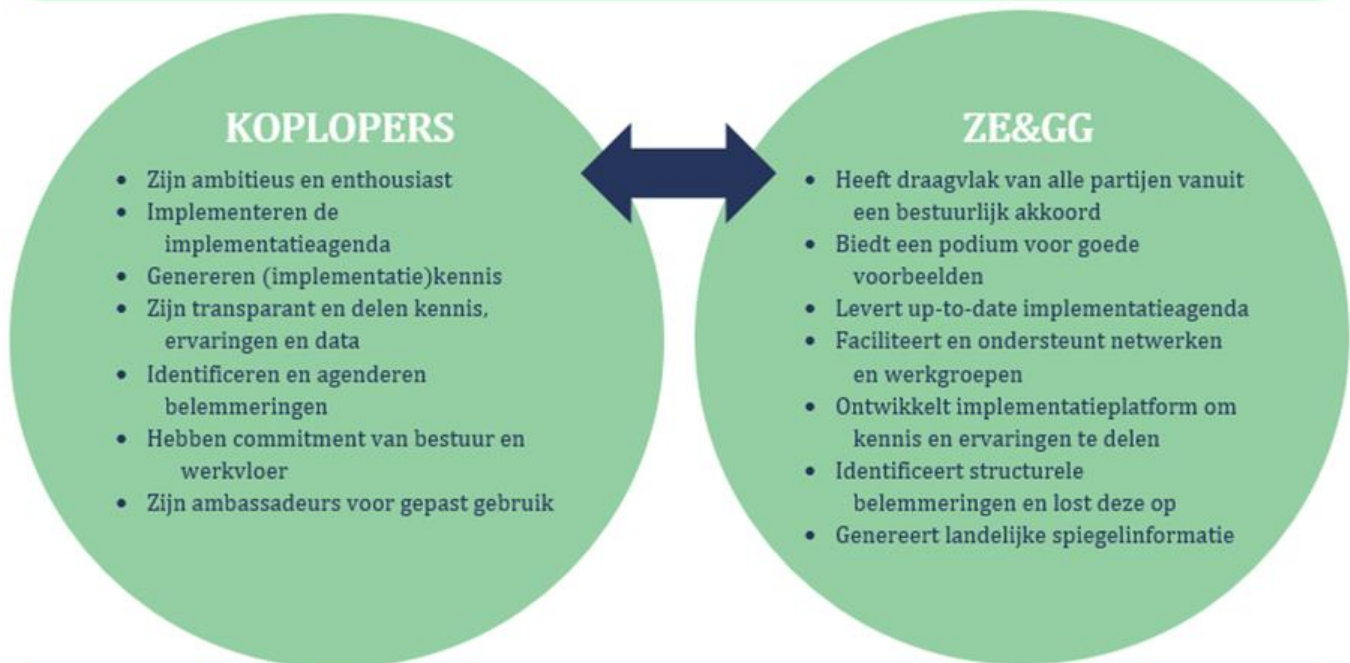 KOPLOPERS
• Zijn ambitieus en enthousiast
• Implementeren de
implementatieagenda
• Genereren (implementatie)kennis
• Zijn transparant en delen kennis,
ervaringen en data
• Identificeren en agenderen
belemmeringen
• Hebben commitment van bestuur en
werkvloer
• Zijn ambassadeurs voor gepast gebruik
ZE&GG
• Heeft draagvlak van alle partijen vanuit
een bestuurlijk akkoord
• Biedt een podium voor goede
voorbeelden
• Levert up-to-date implementatieagenda
• Faciliteert en ondersteunt netwerken
en werkgroepen
• Ontwikkelt implementatieplatform om
kennis en ervaringen te delen
• Identificeert structurele
belemmeringen en lost deze op
• Genereert landelijke spiegelinformatie